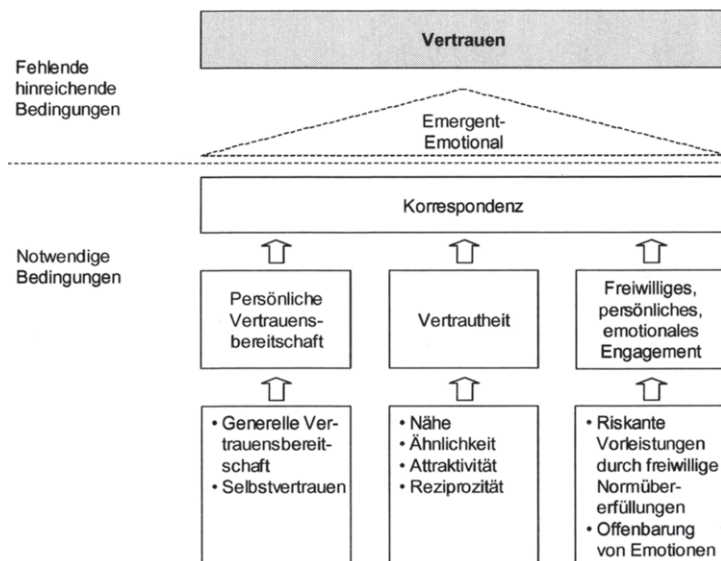 Vertrauen
Fehlende
hinreichende
Bedingungen
Emergent-
Emotional
Korrespondenz
Notwendige
Bedingungen
Persönliche
Vertrauens-
bereitschaft
Vertrautheit
Freiwilliges,
persönliches,
emotionales
Engagement
• Generelle Ver-
trauensbereit-
schaft
• Selbstvertrauen
• Nähe
• Ähnlichkeit
• Attraktivität
• Reziprozität
• Riskante
Vorleistungen
durch freiwillige
Normüber-
erfüllungen
• Offenbarung
von Emotionen